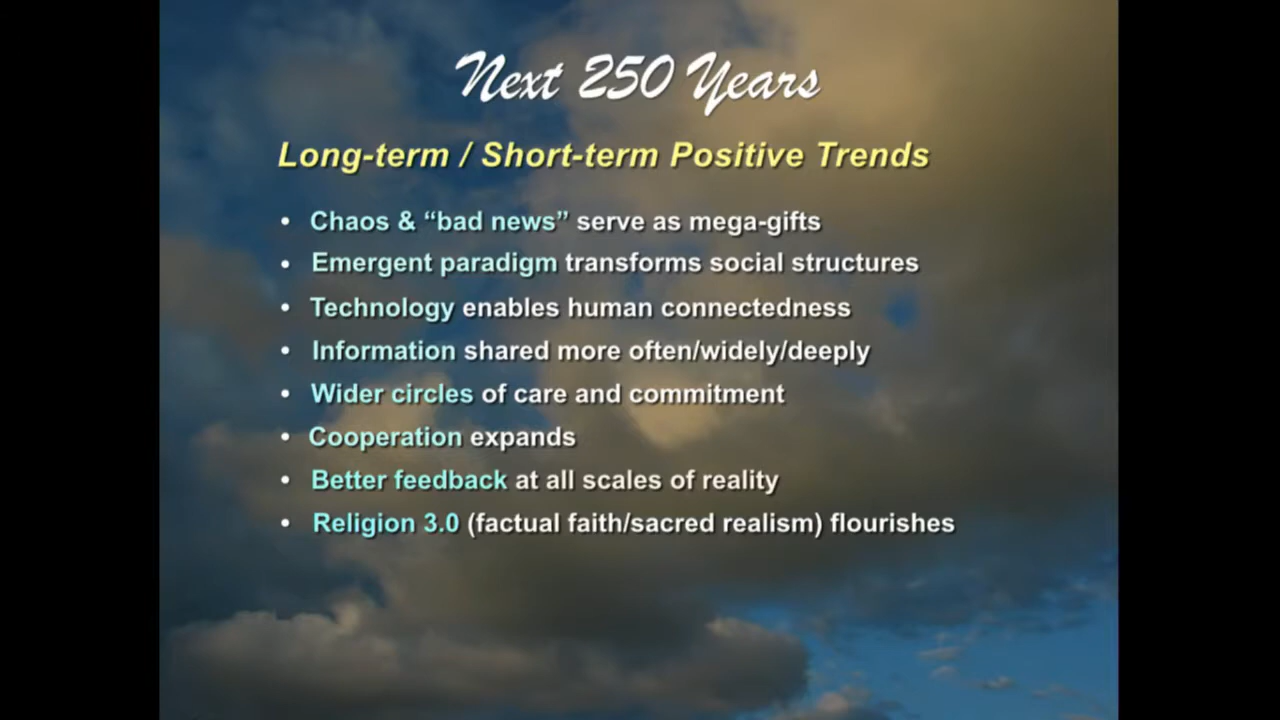 Next 250 Years
Long-term / Short-term Positive Trends
• Chaos & “bad news” serve as mega-gifts
• Emergent paradigm transforms social structures
• Technology enables human connectedness
• Information shared more often/widely/deeply
• Wider circles of care and commitment
• Cooperation expands
• Better feedback at all scales of reality
• Religion 3.0 (factual faith/sacred realism) flourishes